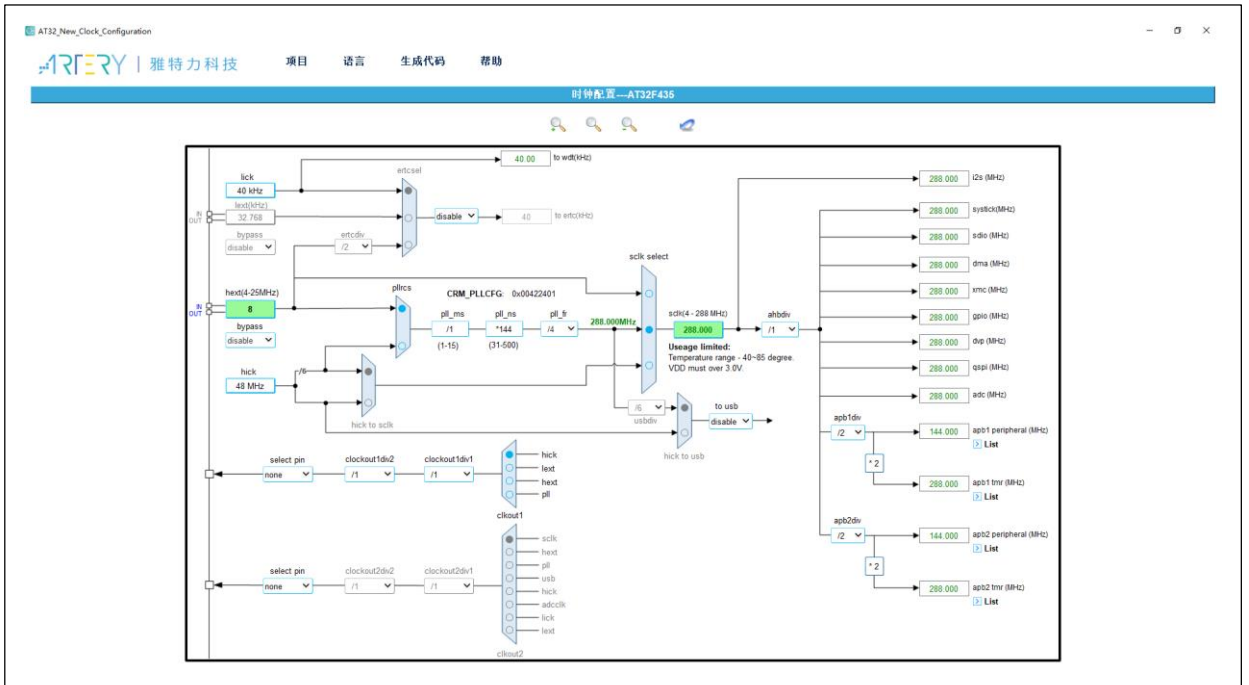 AT32_New_Clock_Configuration
ARTERY | 雅特力科技
项目 语言 生成代码 帮助
时钟配置---AT32F435
40.00 to wdt(kHz)
ertcsel
lick
40 kHz
288.000 i2s (MHz)
lext(kHz)
IN
OUT
32.768
disable
40 to ertc(kHz)
288.000 systick(MHz)
bypass
disable
ertcdiv
/2
288.000 sdio (MHz)
sclk select
288.000 dma (MHz)
hext(4-25MHz)
pllrcs
CRM_PLLCFG: 0x00422401
288.000 xmc (MHz)
IN
OUT
8
pll_ms pll_ns pll_fr
288.000MHz
sclk(4 - 288 MHz)
ahbdiv
288.000 gpio (MHz)
bypass
disable
/1 *144 /4
288.000
/1
(1-15) (31-500)
Useage limited:
Temperature range - 40~85 degree.
VDD must over 3.0V.
288.000 dvp (MHz)
288.000 qspi (MHz)
hick
48 MHz
/6
288.000 adc (MHz)
/6
usbdiv
to usb
disable
hick to sclk
hick to usb
apb1div
/2
144.000 apb1 peripheral (MHz)
List
* 2
288.000 apb1 tmr (MHz)
List
select pin clockout1div2 clockout1div1
none /1 /1
hick
lext
hext
pll
clkout1
apb2div
/2
144.000 apb2 peripheral (MHz)
List
* 2
288.000 apb2 tmr (MHz)
List
select pin clockout2div2 clockout2div1
none /1 /1
sclk
hext
pll
usb
hick
adcclk
lick
lext
clkout2